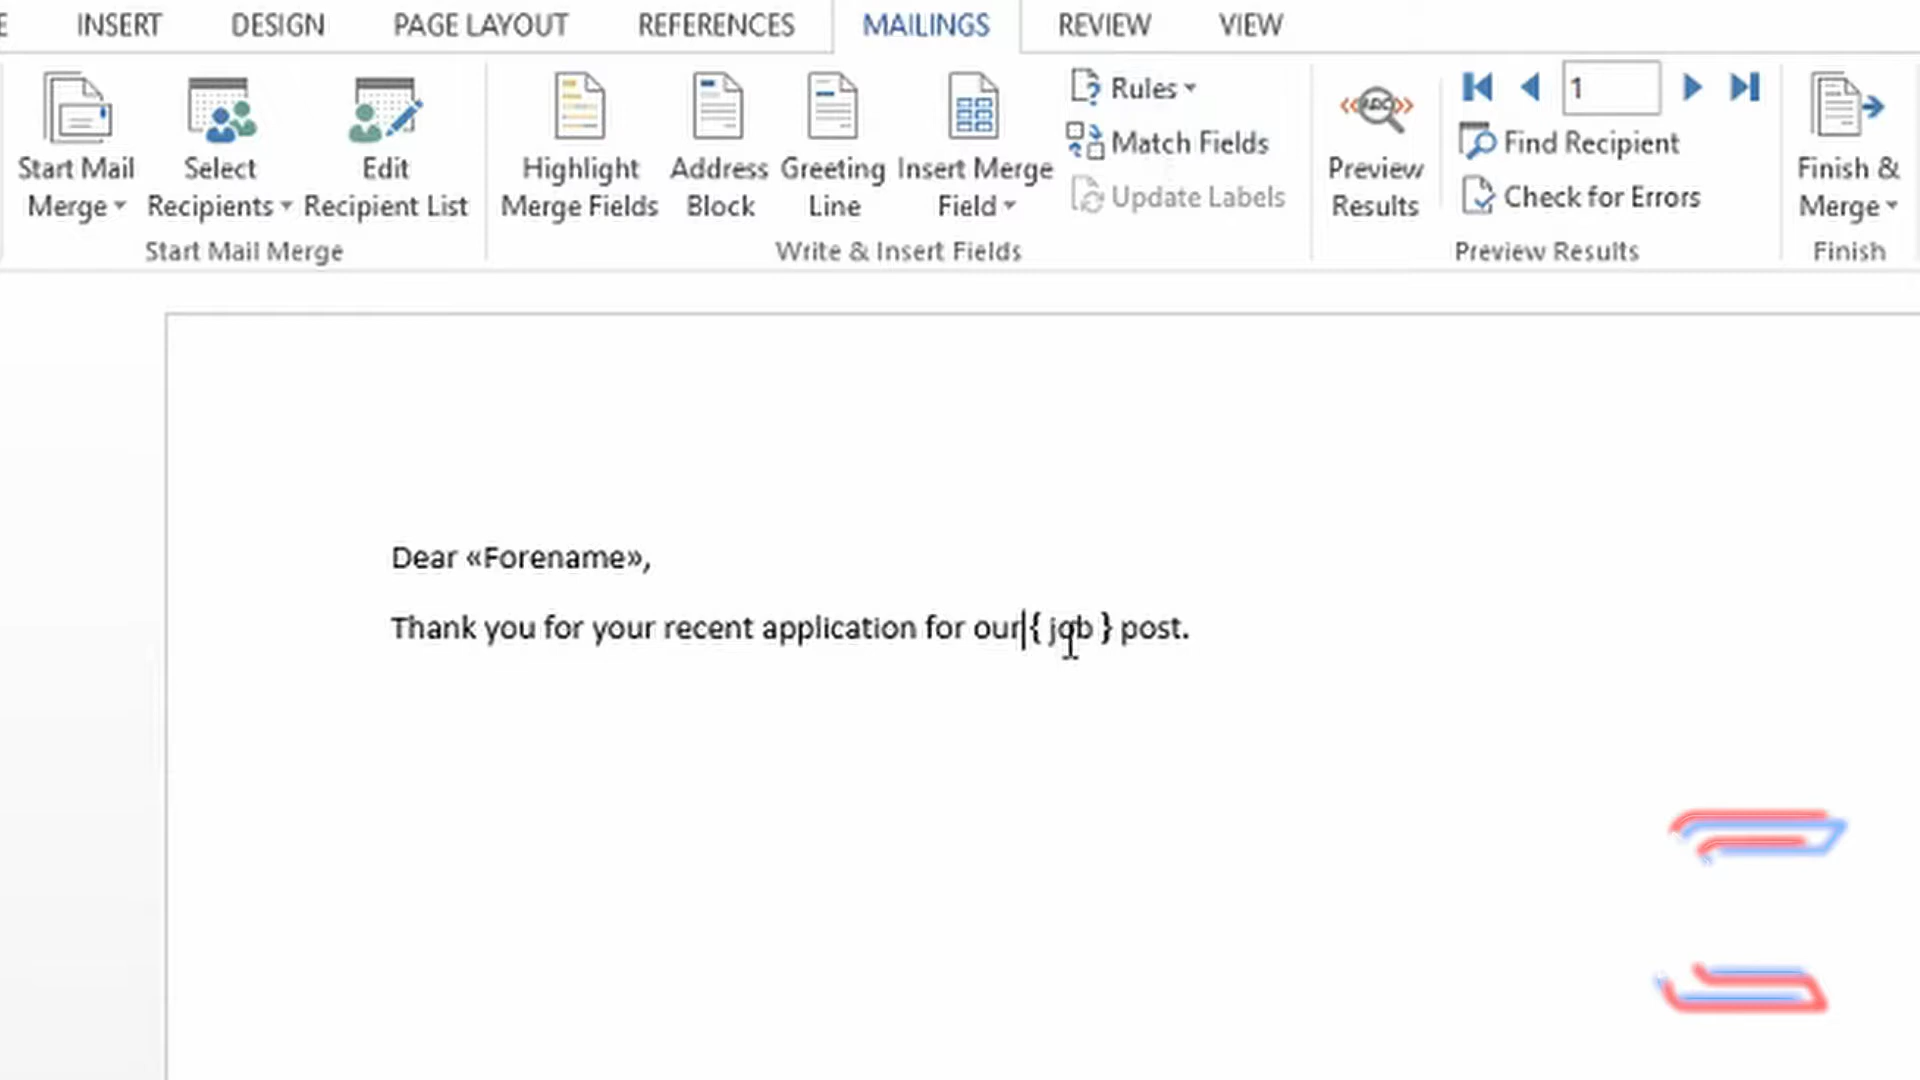 INSERT DESIGN PAGE LAYOUT REFERENCES MAILINGS REVIEW VIEW
Start Mail Merge
Select Recipients
Edit Recipient List
Start Mail Merge
Highlight Merge Fields
Address Block
Greeting Line
Insert Merge Field
Rules
Match Fields
Update Labels
Write & Insert Fields
ABC
Preview Results
1
Find Recipient
Check for Errors
Preview Results
Finish & Merge
Finish
Dear «Forename»,
Thank you for your recent application for our { job } post.